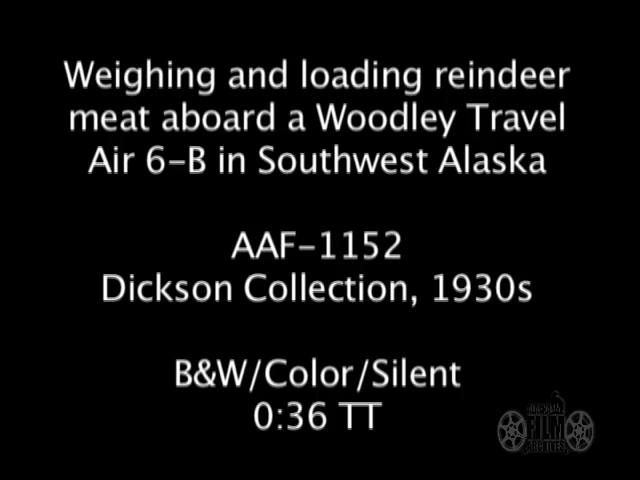 Weighing and loading reindeer
meat aboard a Woodley Travel
Air 6-B in Southwest Alaska
AAF-1152
Dickson Collection, 1930s
B&W/Color/Silent
0:36 TT
FILM
ARCHIVES